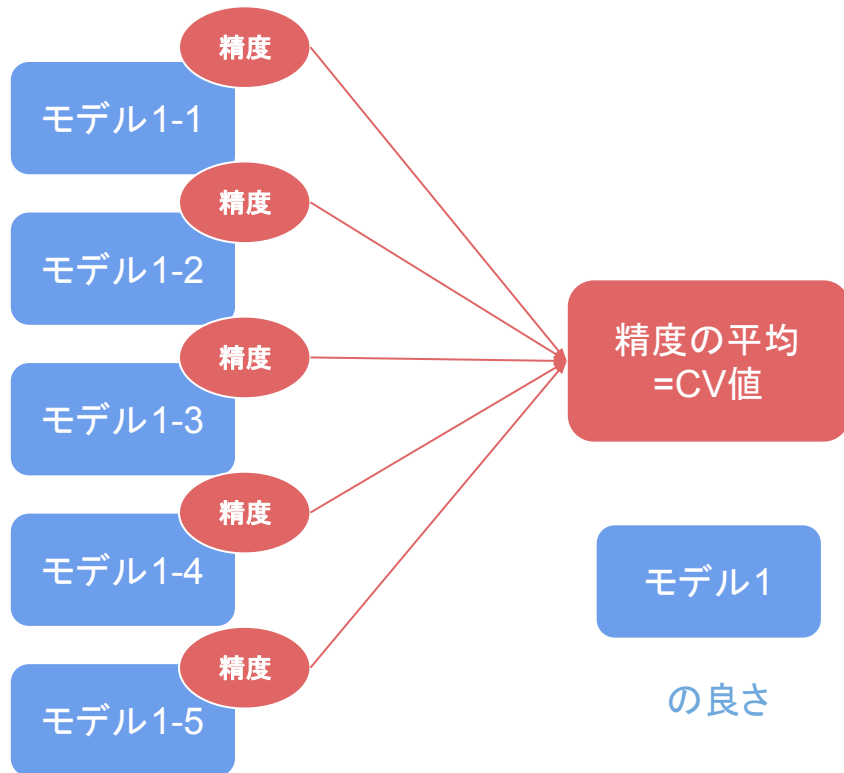 精度
モデル1-1
精度
モデル1-2
精度
モデル1-3
精度
モデル1-4
精度
モデル1-5
精度の平均
=CV値
モデル1
の良さ